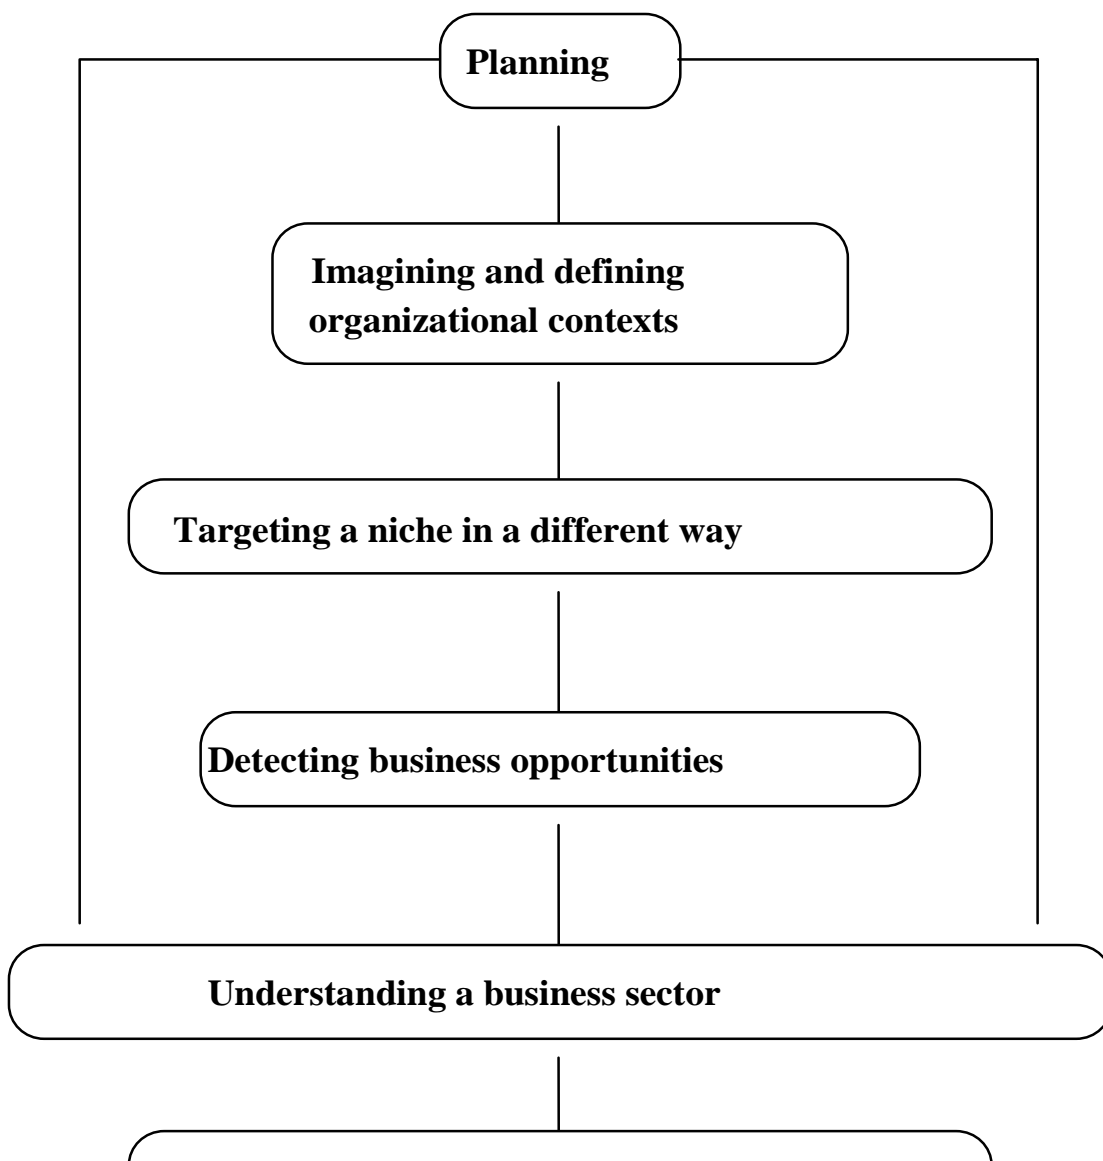 Planning
Imagining and defining
organizational contexts
Targeting a niche in a different way
Detecting business opportunities
Understanding a business sector